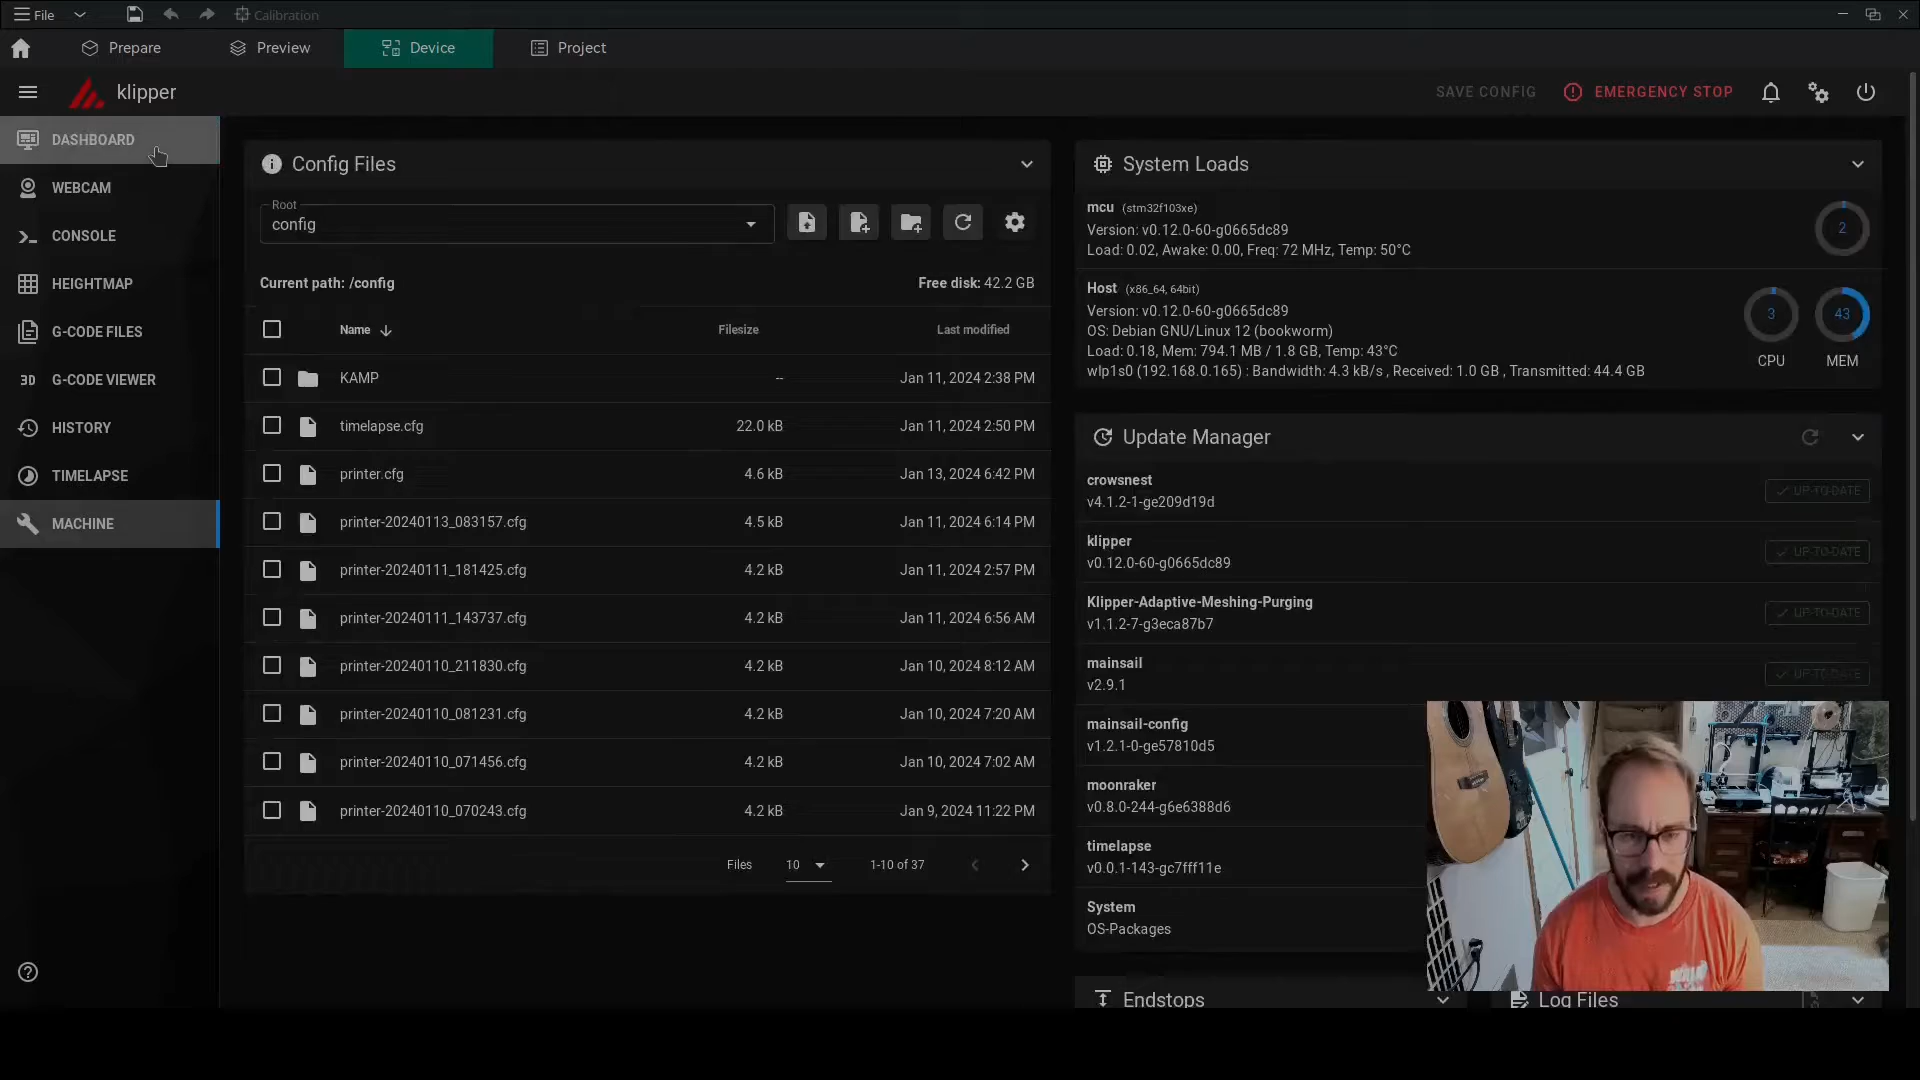 File
Calibration
Prepare
Preview
Device
Project
klipper
SAVE CONFIG
EMERGENCY STOP
DASHBOARD
WEBCAM
CONSOLE
HEIGHTMAP
G-CODE FILES
3D G-CODE VIEWER
HISTORY
TIMELAPSE
MACHINE
Config Files
Root
config
Current path: /config
Free disk: 42.2 GB
Name Filesize Last modified
KAMP -- Jan 11, 2024 2:38 PM
timelapse.cfg 22.0 kB Jan 11, 2024 2:50 PM
printer.cfg 4.6 kB Jan 13, 2024 6:42 PM
printer-20240113_083157.cfg 4.5 kB Jan 11, 2024 6:14 PM
printer-20240111_181425.cfg 4.2 kB Jan 11, 2024 2:57 PM
printer-20240111_143737.cfg 4.2 kB Jan 11, 2024 6:56 AM
printer-20240110_211830.cfg 4.2 kB Jan 10, 2024 8:12 AM
printer-20240110_081231.cfg 4.2 kB Jan 10, 2024 7:20 AM
printer-20240110_071456.cfg 4.2 kB Jan 10, 2024 7:02 AM
printer-20240110_070243.cfg 4.2 kB Jan 9, 2024 11:22 PM
Files 10 1-10 of 37
System Loads
mcu (stm32f103xe)
Version: v0.12.0-60-g0665dc89
Load: 0.02, Awake: 0.00, Freq: 72 MHz, Temp: 50°C
2
Host (x86_64, 64bit)
Version: v0.12.0-60-g0665dc89
OS: Debian GNU/Linux 12 (bookworm)
Load: 0.18, Mem: 794.1 MB / 1.8 GB, Temp: 43°C
wlp1s0 (192.168.0.165) : Bandwidth: 4.3 kB/s , Received: 1.0 GB , Transmitted: 44.4 GB
3 43
CPU MEM
Update Manager
crowsnest
v4.1.2-1-ge209d19d
UP-TO-DATE
klipper
v0.12.0-60-g0665dc89
UP-TO-DATE
Klipper-Adaptive-Meshing-Purging
v1.1.2-7-g3eca87b7
UP-TO-DATE
mainsail
v2.9.1
UP-TO-DATE
mainsail-config
v1.2.1-0-ge57810d5
moonraker
v0.8.0-244-g6e6388d6
timelapse
v0.0.1-143-gc7fff11e
System
OS-Packages
Endstops
Log Files